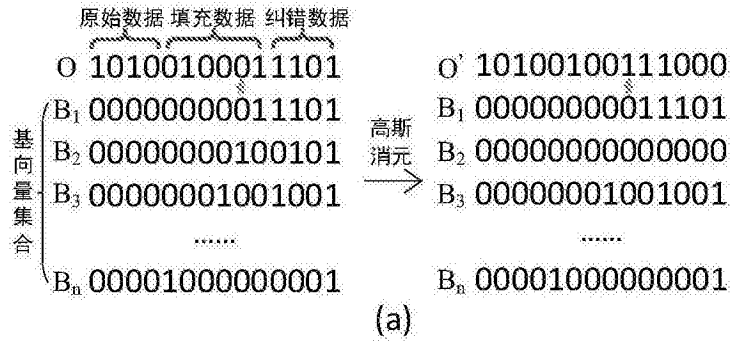 原始数据 填充数据 纠错数据
O 10100100011101 O' 10100100111000
B1 00000000011101 B1 00000000011101
基向量集合
高斯消元
B2 00000000100101 B2 00000000000000
B3 00000001001001 B3 00000001001001
...... ......
Bn 00001000000001 Bn 00001000000001
(a)